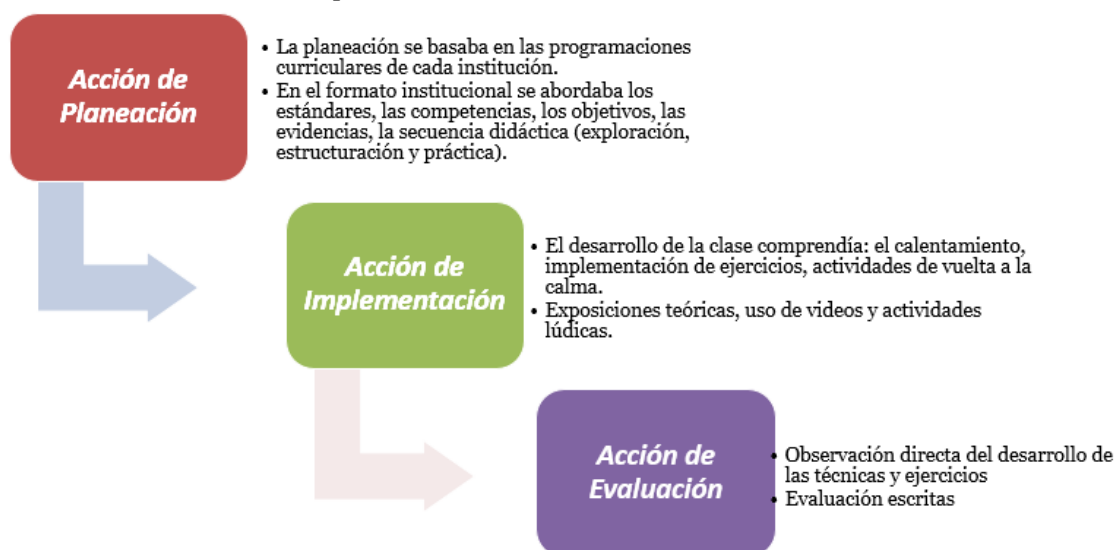 Acción de
Planeación
• La planeación se basaba en las programaciones
curriculares de cada institución.
• En el formato institucional se abordaba los
estándares, las competencias, los objetivos, las
evidencias, la secuencia didáctica (exploración,
estructuración y práctica).
Acción de
Implementación
• El desarrollo de la clase comprendía: el calentamiento,
implementación de ejercicios, actividades de vuelta a la
calma.
• Exposiciones teóricas, uso de videos y actividades
lúdicas.
Acción de
Evaluación
• Observación directa del desarrollo de
las técnicas y ejercicios
• Evaluación escritas